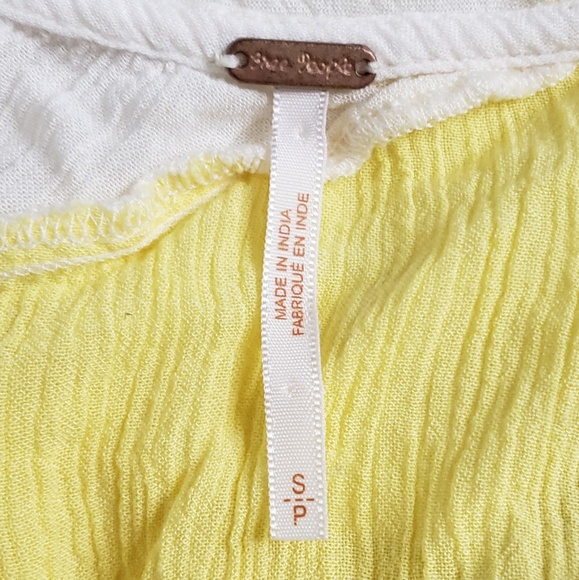 Free People
MADE IN INDIA
FABRIQUÉ EN INDE
S
P